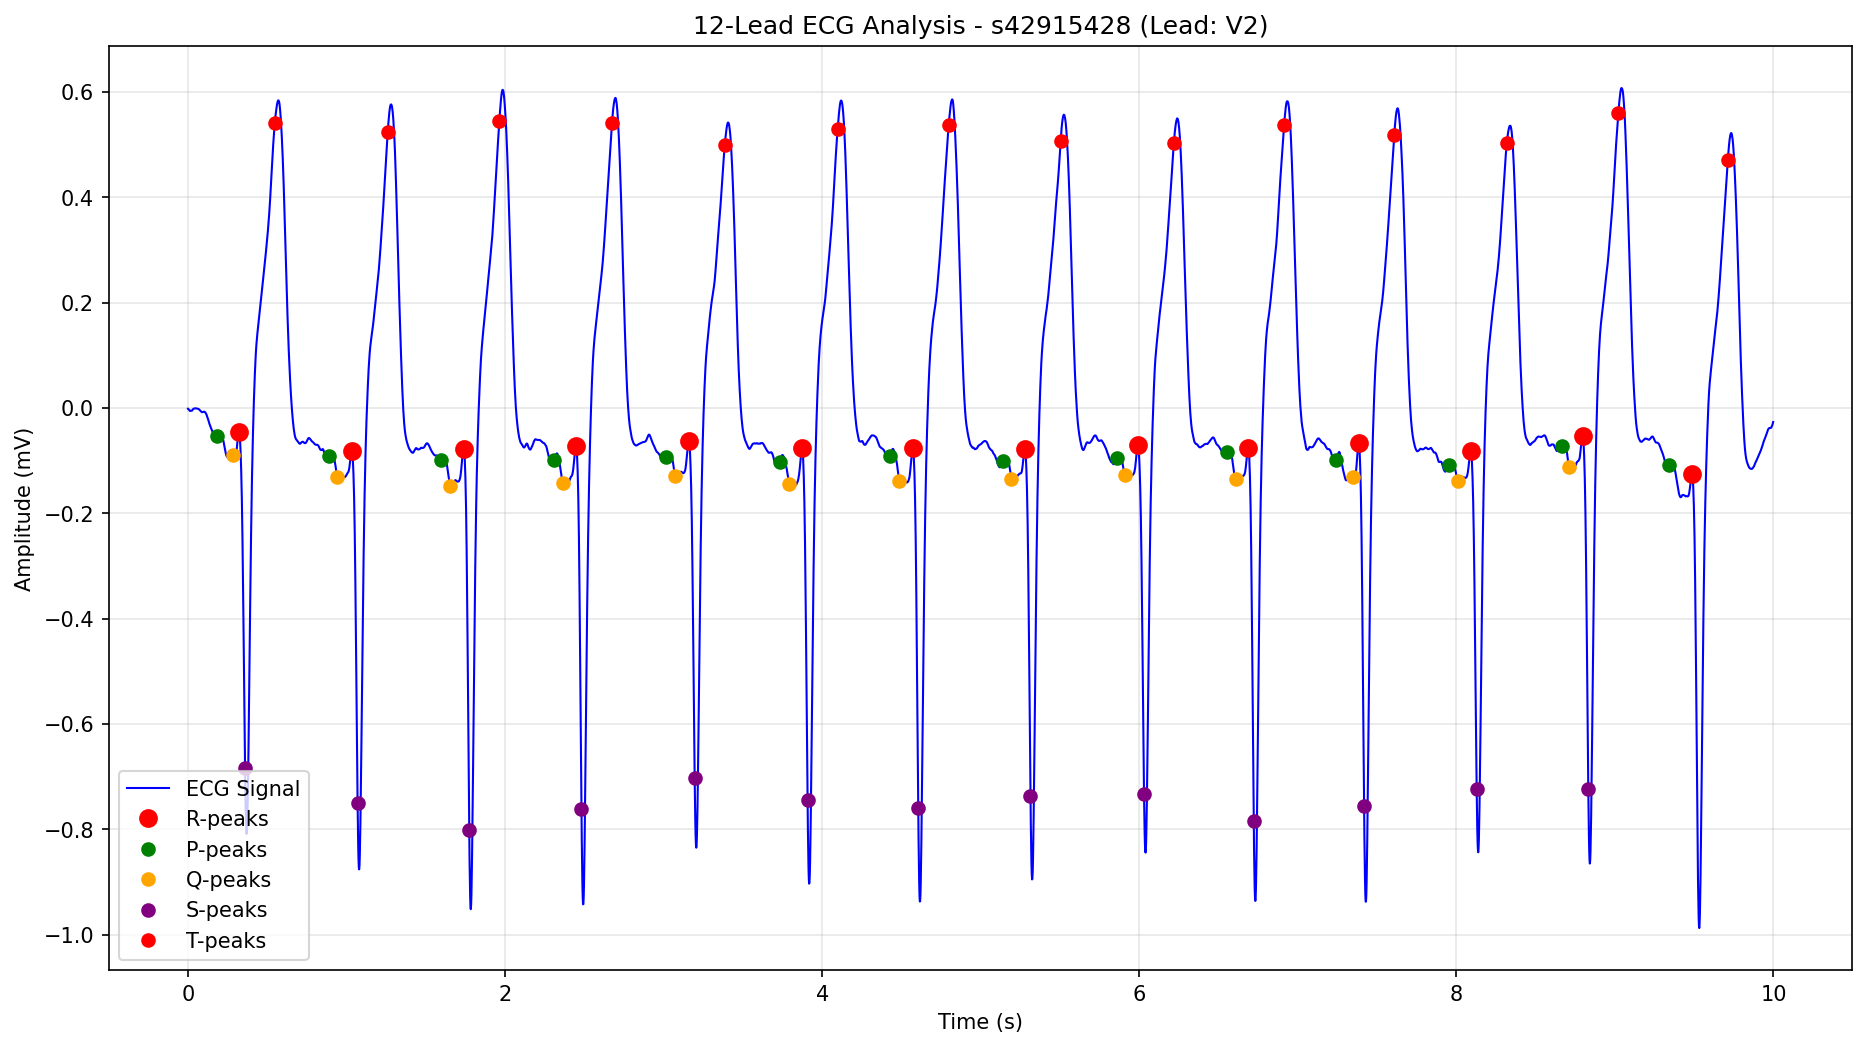 12-Lead ECG Analysis - s42915428 (Lead: V2)
Amplitude (mV)
0.6
0.4
0.2
0.0
−0.2
−0.4
−0.6
−0.8
−1.0
ECG Signal
R-peaks
P-peaks
Q-peaks
S-peaks
T-peaks
0 2 4 6 8 10
Time (s)